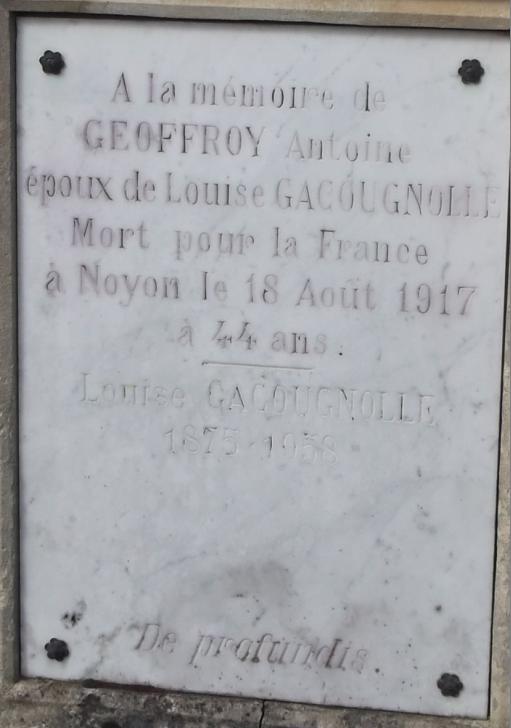 A la mémoire de
GEOFFROY Antoine
époux de Louise GACOUGNOLLE
Mort pour la France
à Noyon le 18 Août 1917
à 44 ans.
Louise GACOUGNOLLE
1875-1958
De profundis.